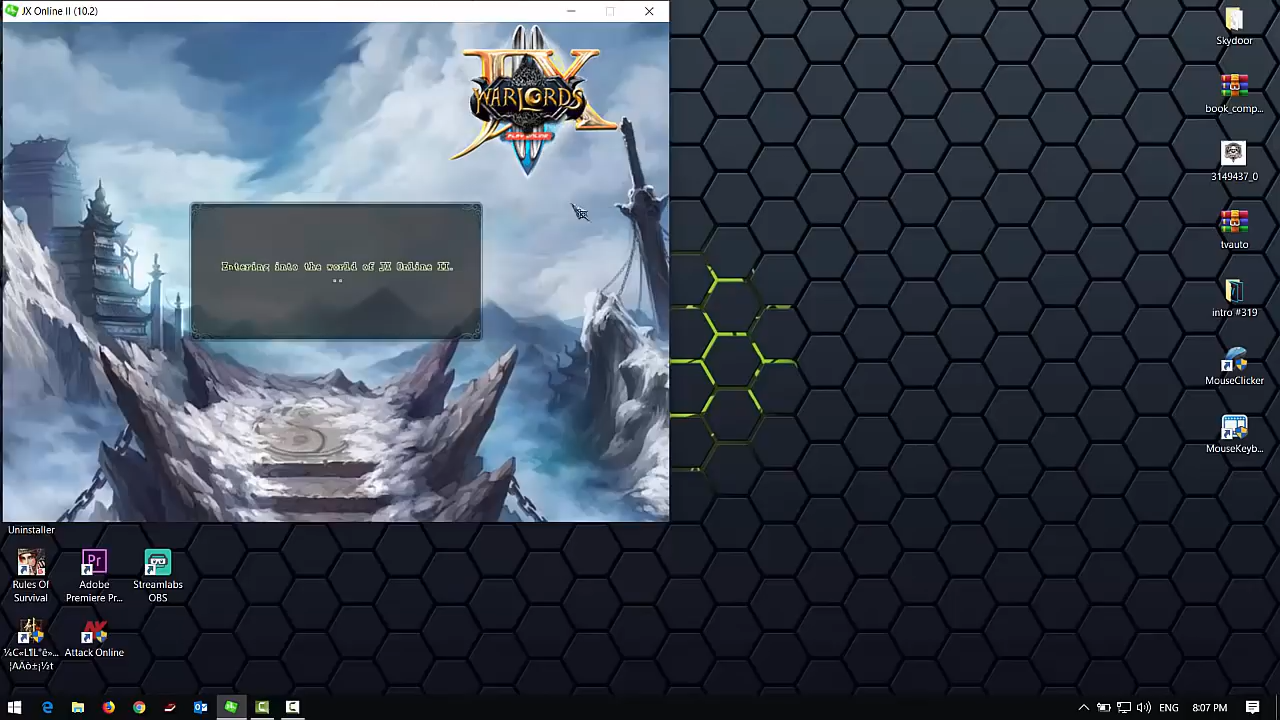 JX Online II (10.2)
JX
WARLORDS
Entering into the world of JX Online II.
..
Skydoor
book_comp...
3149437_0
tvauto
intro #319
MouseClicker
MouseKeyb...
Uninstaller
Rules Of
Survival
Adobe
Premiere Pr...
Streamlabs
OBS
Attack Online
ENG
8:07 PM